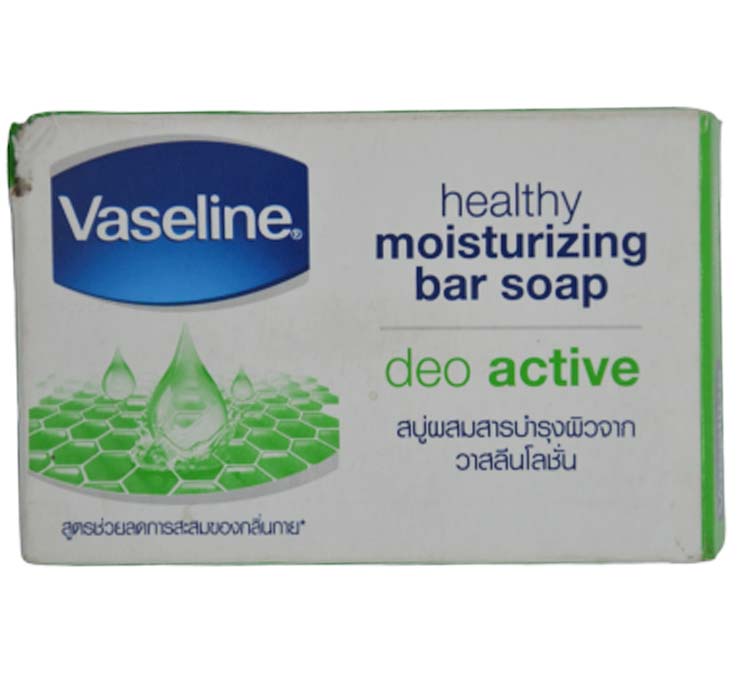 Vaseline®
healthy
moisturizing
bar soap
deo active
สบู่ผสมสารบำรุงผิวจาก
วาสลีนโลชั่น
สูตรช่วยลดการสะสมของกลิ่นกาย*